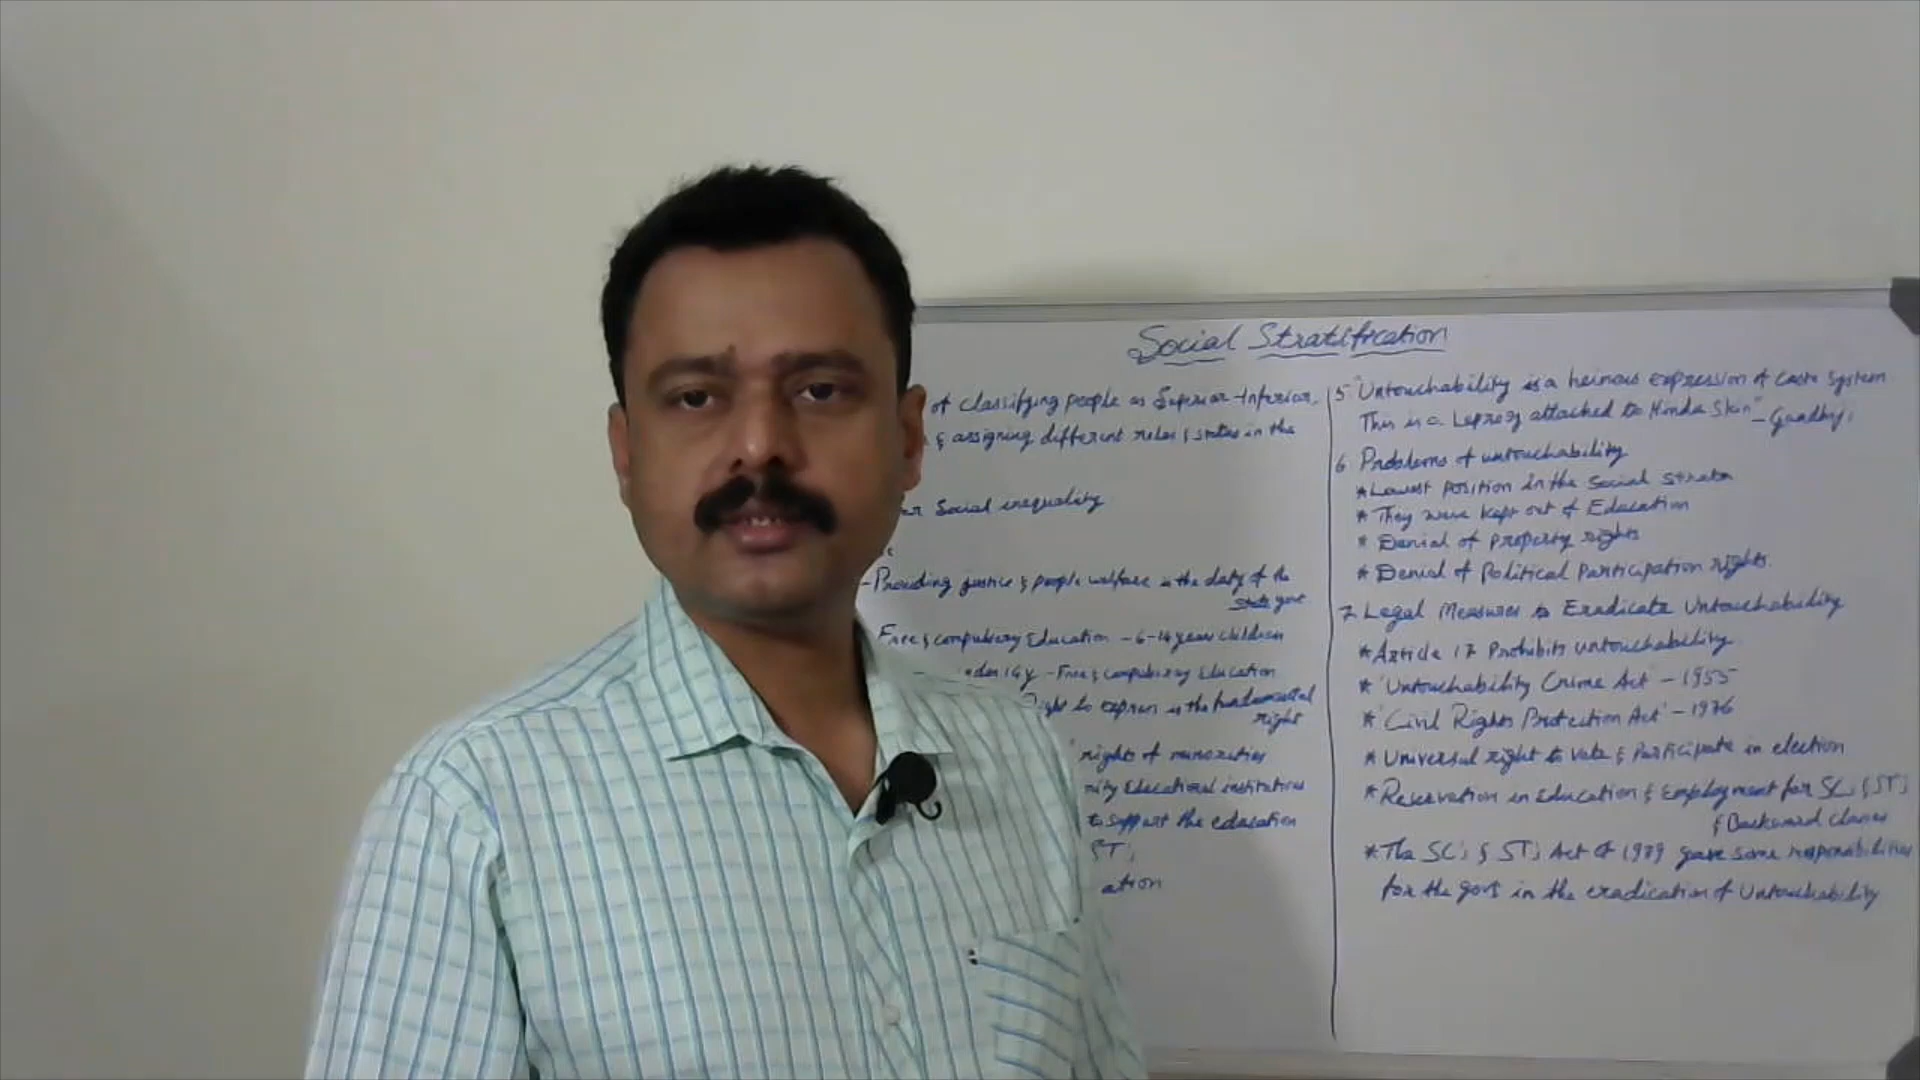 Social Stratification
of classifying people as Superior-Inferior,
& assigning different roles & status in the
Social inequality
- Providing justice & people welfare is the duty of the
state govt
Free & compulsory Education - 6-14 year children
14 y - Free & compulsory Education
Right to express is the fundamental
right
rights of minorities
Educational institutions
to support the education
ST's
ation
5 "Untouchability is a heinous expression of caste System
This is a Leprosy attached to Hindu Skin" - Gandhiji
6 Problems of untouchability
* Lowest position in the Social Strata
* They were kept out of Education
* Denial of property rights
* Denial of Political Participation rights.
7 Legal Measures to Eradicate Untouchability
* Article 17 Prohibits untouchability
* 'Untouchability Crime Act' - 1955
* 'Civil Rights Protection Act' - 1976
* Universal right to vote & participate in election
* Reservation in Education & Employment for SC's & ST's
& Backward classes
* The SC's & ST's Act of 1989 gave some responsibilities
for the govt in the eradication of Untouchability